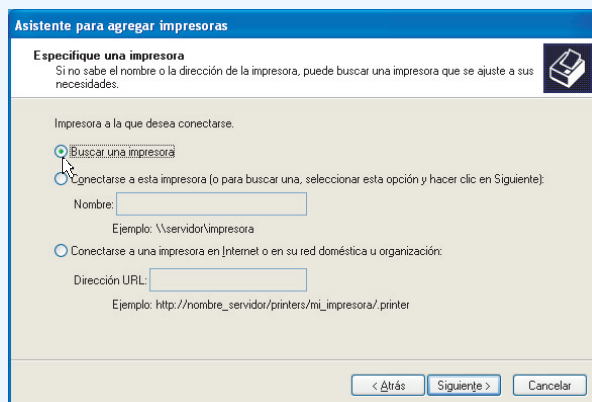 Asistente para agregar impresoras
Especifique una impresora
Si no sabe el nombre o la dirección de la impresora, puede buscar una impresora que se ajuste a sus
necesidades.
Impresora a la que desea conectarse.
Buscar una impresora
Conectarse a esta impresora (o para buscar una, seleccionar esta opción y hacer clic en Siguiente):
Nombre:
Ejemplo: \\servidor\impresora
Conectarse a una impresora en Internet o en su red doméstica u organización:
Dirección URL:
Ejemplo: http://nombre_servidor/printers/mi_impresora/.printer
< Atrás Siguiente > Cancelar